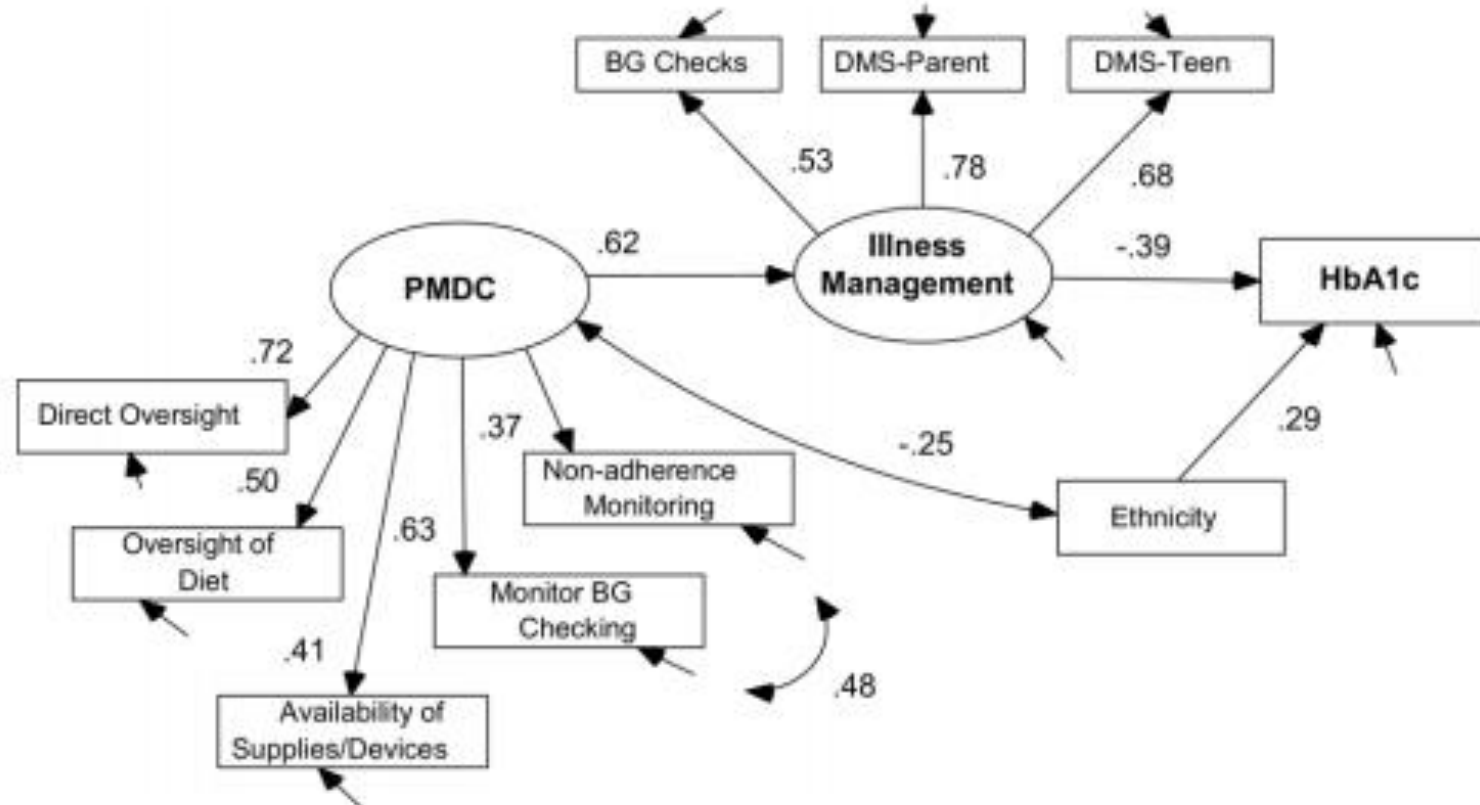 BG Checks
DMS-Parent
DMS-Teen
.53
.78
.68
.62
Illness
Management
-.39
HbA1c
PMDC
.72
Direct Oversight
.37
-.25
.29
Non-adherence
Monitoring
.50
Ethnicity
.63
Oversight of
Diet
Monitor BG
Checking
.41
.48
Availability of
Supplies/Devices